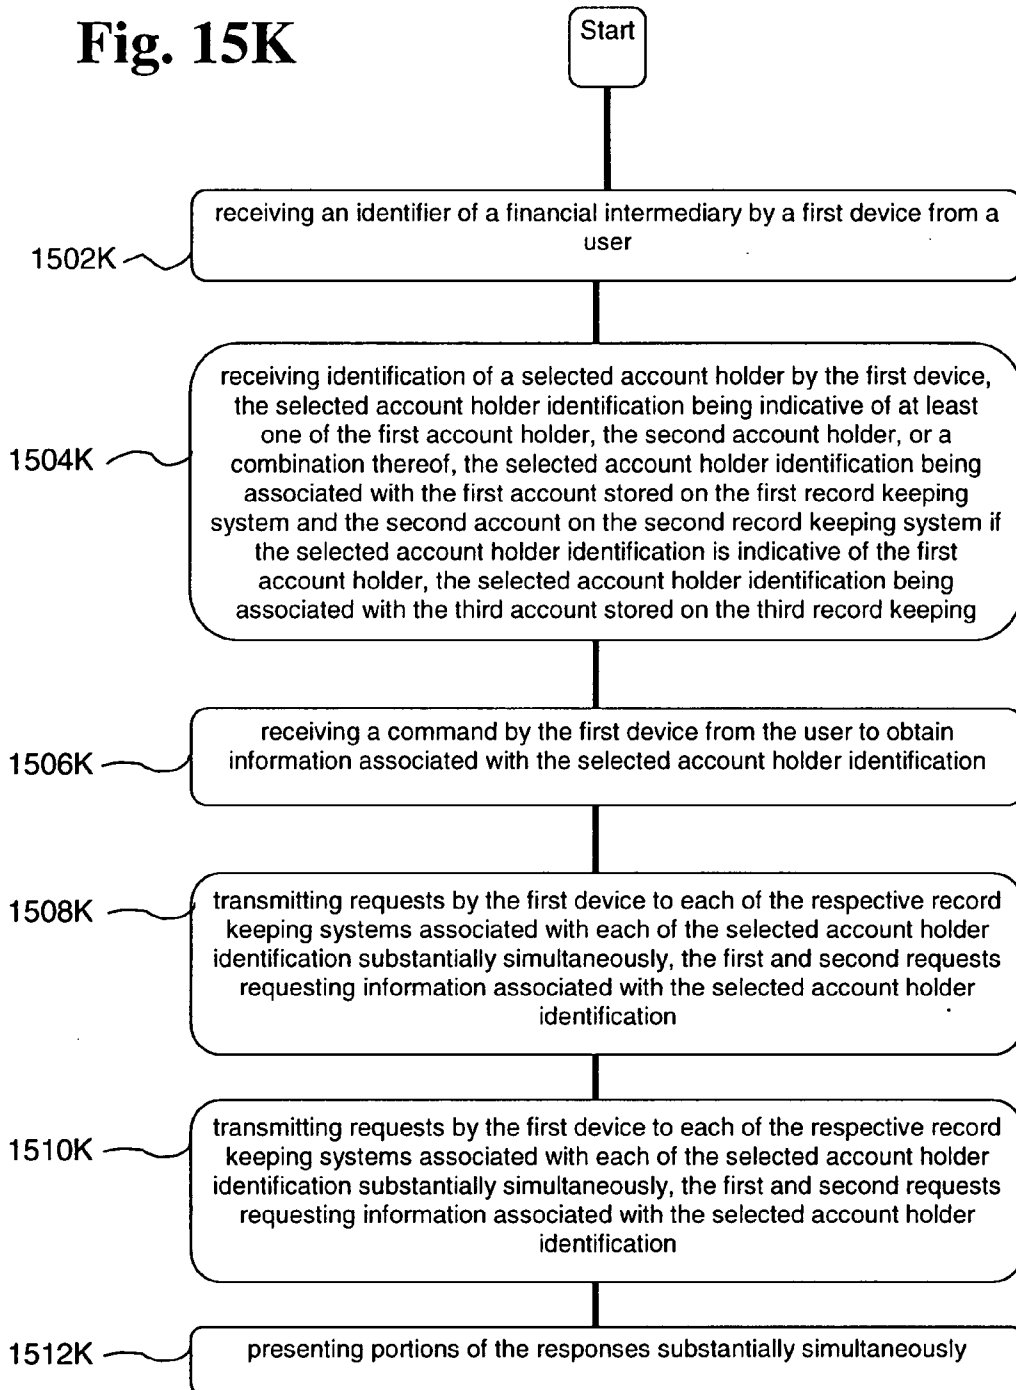 Fig. 15K
Start
receiving an identifier of a financial intermediary by a first device from a
user
1502K
receiving identification of a selected account holder by the first device,
the selected account holder identification being indicative of at least
one of the first account holder, the second account holder, or a
combination thereof, the selected account holder identification being
associated with the first account stored on the first record keeping
system and the second account on the second record keeping system if
the selected account holder identification is indicative of the first
account holder, the selected account holder identification being
associated with the third account stored on the third record keeping
1504K
receiving a command by the first device from the user to obtain
information associated with the selected account holder identification
1506K
transmitting requests by the first device to each of the respective record
keeping systems associated with each of the selected account holder
identification substantially simultaneously, the first and second requests
requesting information associated with the selected account holder
identification
1508K
transmitting requests by the first device to each of the respective record
keeping systems associated with each of the selected account holder
identification substantially simultaneously, the first and second requests
requesting information associated with the selected account holder
identification
1510K
presenting portions of the responses substantially simultaneously
1512K